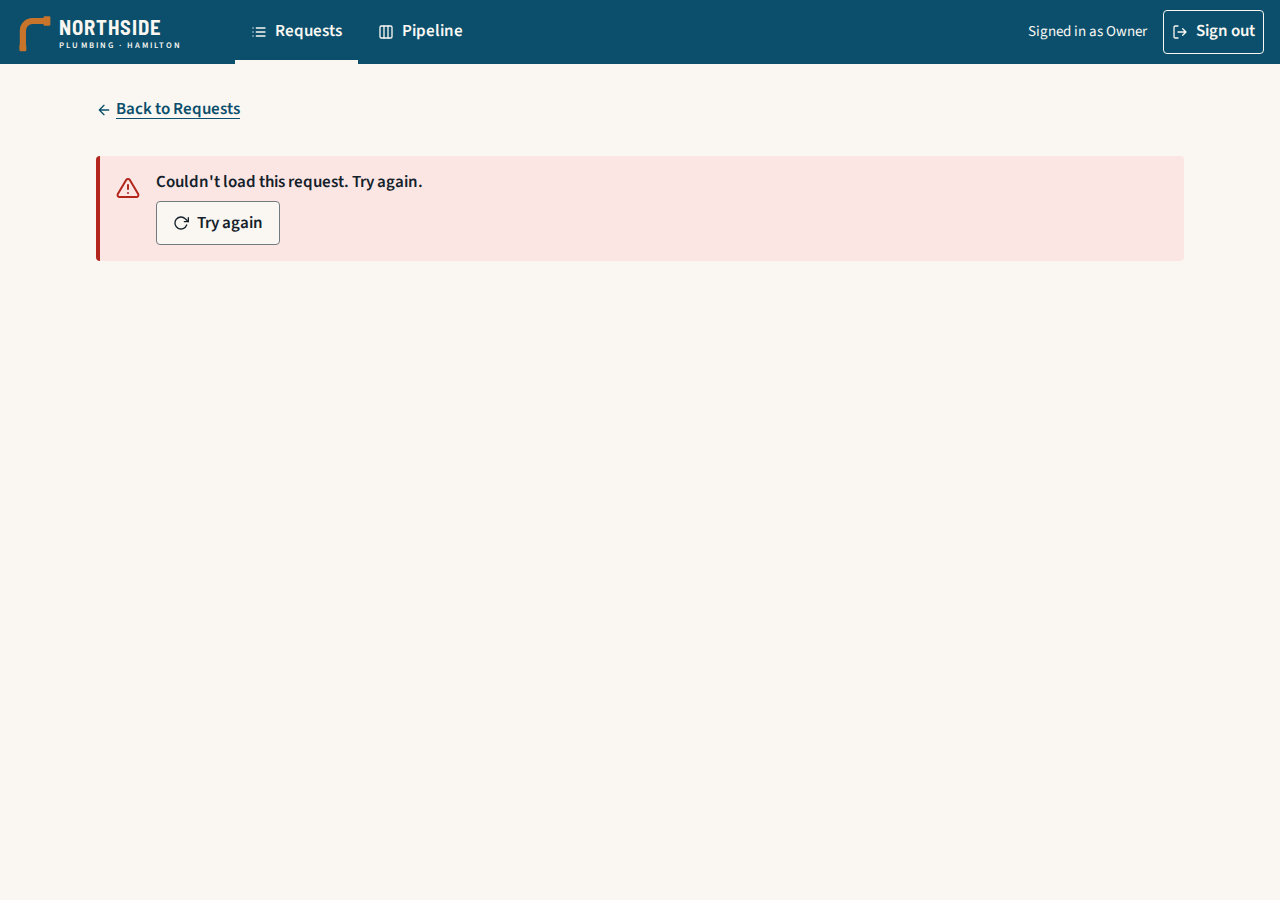 NORTHSIDE
PLUMBING · HAMILTON
Requests
Pipeline
Signed in as Owner
Sign out
Back to Requests
Couldn't load this request. Try again.
Try again